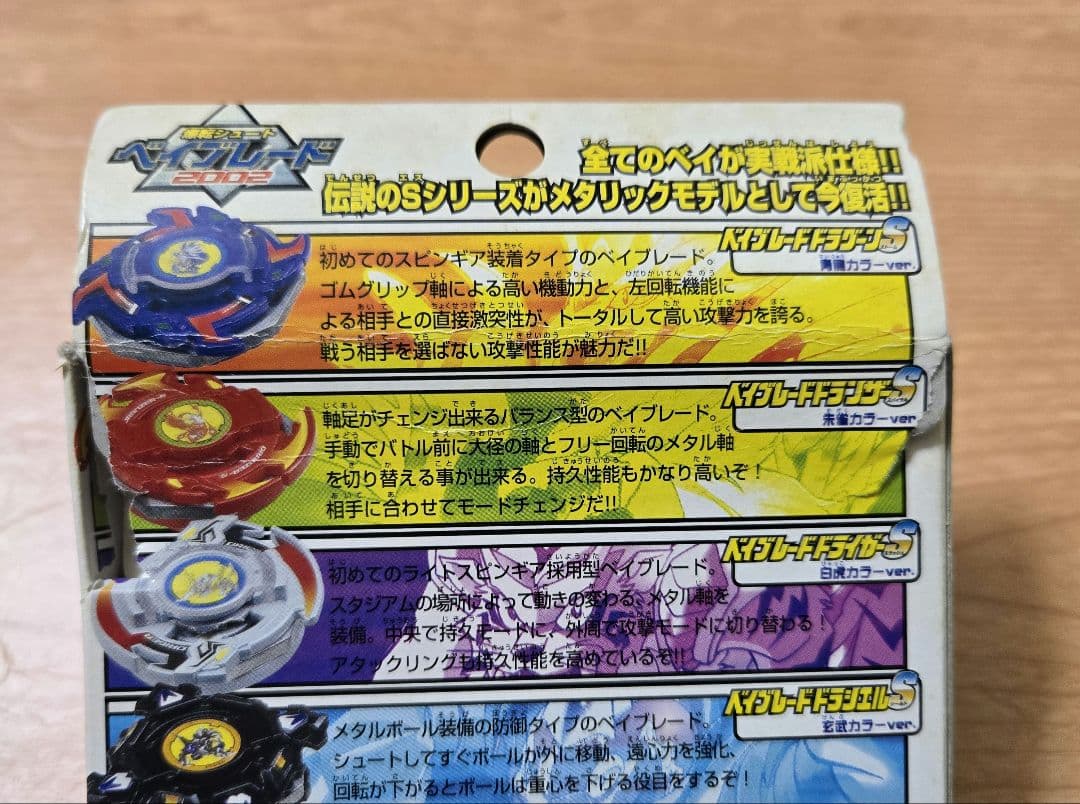 爆転シュート
ベイブレード
2002
全てのベイが実戦派仕様!!
伝説のSシリーズがメタリックモデルとして今復活!!
ベイブレードドラグーンS
海龍カラーver.
初めてのスピンギア装着タイプのベイブレード。
ゴムグリップ軸による高い機動力と、左回転機能に
よる相手との直接激突性が、トータルして高い攻撃力を誇る。
戦う相手を選ばない攻撃性能が魅力だ!!
ベイブレードドランザーS
朱雀カラーver.
軸足がチェンジ出来るバランス型のベイブレード。
手動でバトル前に大径の軸とフリー回転のメタル軸
を切り替える事が出来る。持久性能もかなり高いぞ！
相手に合わせてモードチェンジだ!!
ベイブレードドライガーS
白虎カラーver.
初めてのライトスピンギア採用型ベイブレード。
スタジアムの場所によって動きの変わる、メタル軸を
装備。中央で持久モードに、外周で攻撃モードに切り替わる！
アタックリングも持久性能を高めているぞ!!
ベイブレードドラシエルS
玄武カラーver.
メタルボール装備の防御タイプのベイブレード。
シュートしてすぐボールが外に移動、遠心力を強化、
回転が下がるとボールは重心を下げる役目をするぞ！